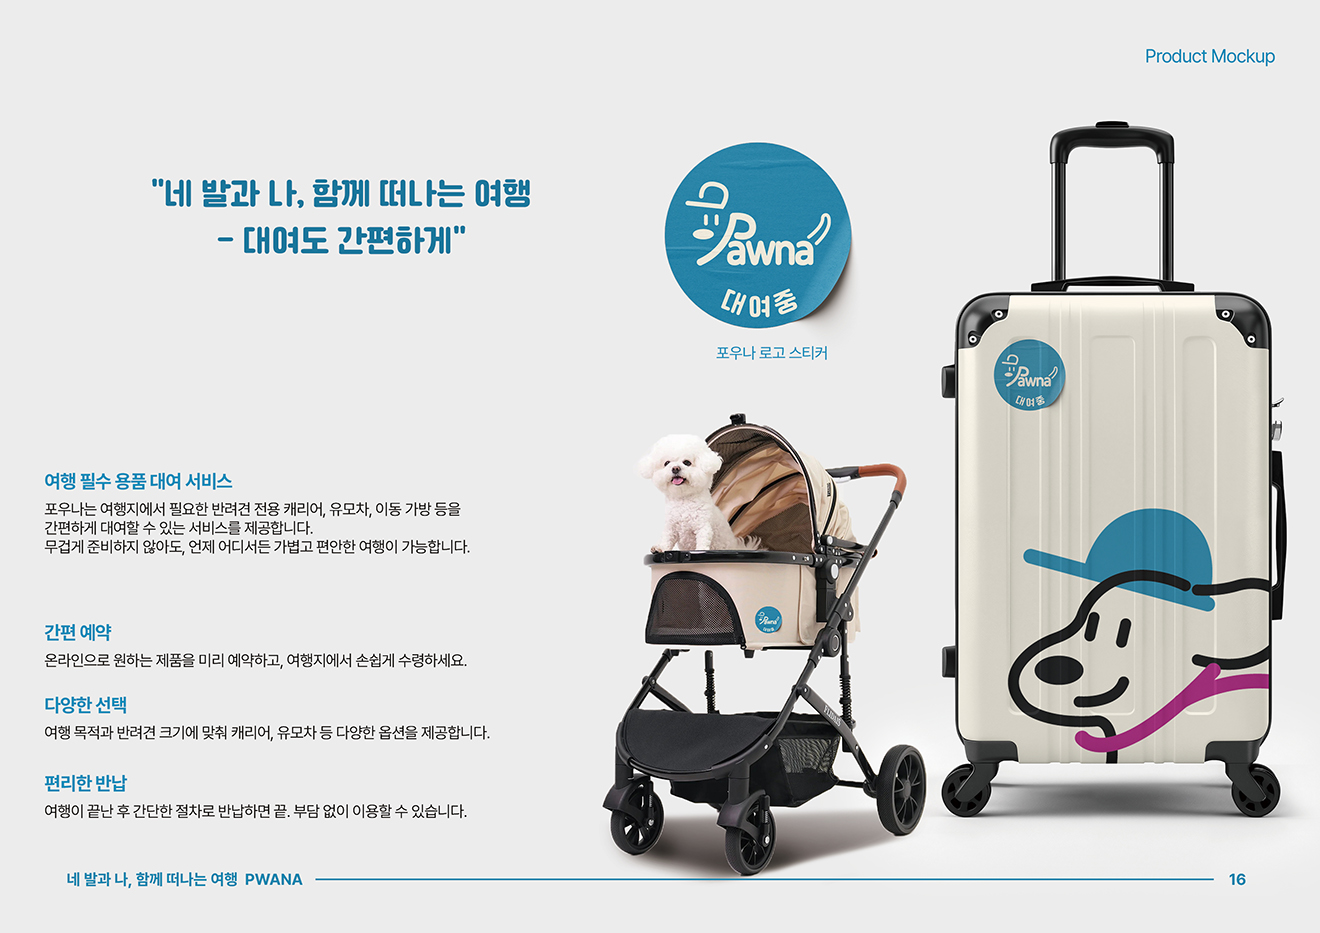 Product Mockup
"네 발과 나, 함께 떠나는 여행
- 대여도 간편하게"
Pawna
대여중
포우나 로고 스티커
Pawna
대여중
여행 필수 용품 대여 서비스
포우나는 여행지에서 필요한 반려견 전용 캐리어, 유모차, 이동 가방 등을
간편하게 대여할 수 있는 서비스를 제공합니다.
무겁게 준비하지 않아도, 언제 어디서든 가볍고 편안한 여행이 가능합니다.
Pawna
대여중
간편 예약
온라인으로 원하는 제품을 미리 예약하고, 여행지에서 손쉽게 수령하세요.
다양한 선택
여행 목적과 반려견 크기에 맞춰 캐리어, 유모차 등 다양한 옵션을 제공합니다.
편리한 반납
여행이 끝난 후 간단한 절차로 반납하면 끝. 부담 없이 이용할 수 있습니다.
네 발과 나, 함께 떠나는 여행 PWANA
16